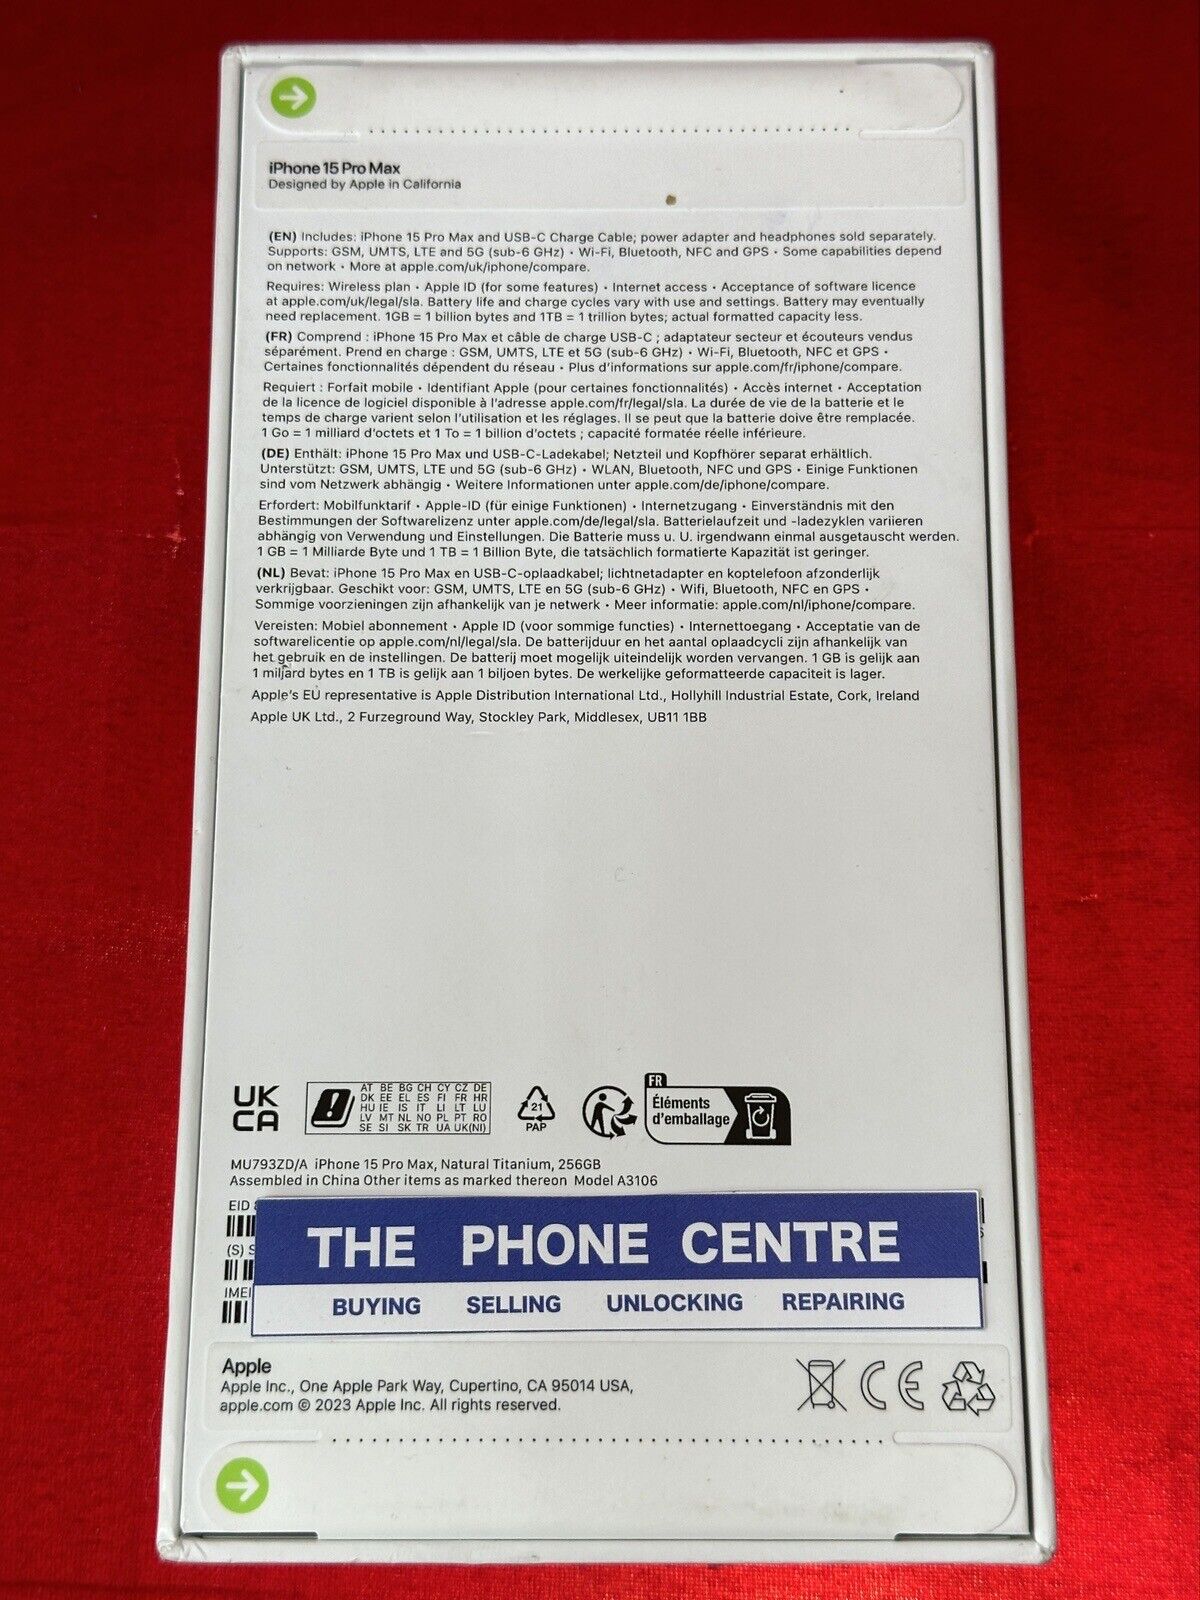 iPhone 15 Pro Max
Designed by Apple in California
(EN) Includes: iPhone 15 Pro Max and USB-C Charge Cable; power adapter and headphones sold separately.
Supports: GSM, UMTS, LTE and 5G (sub-6 GHz) • Wi-Fi, Bluetooth, NFC and GPS • Some capabilities depend
on network • More at apple.com/uk/iphone/compare.
Requires: Wireless plan • Apple ID (for some features) • Internet access • Acceptance of software licence
at apple.com/uk/legal/sla. Battery life and charge cycles vary with use and settings. Battery may eventually
need replacement. 1GB = 1 billion bytes and 1TB = 1 trillion bytes; actual formatted capacity less.
(FR) Comprend : iPhone 15 Pro Max et câble de charge USB-C ; adaptateur secteur et écouteurs vendus
séparément. Prend en charge : GSM, UMTS, LTE et 5G (sub-6 GHz) • Wi-Fi, Bluetooth, NFC et GPS •
Certaines fonctionnalités dépendent du réseau • Plus d'informations sur apple.com/fr/iphone/compare.
Requiert : Forfait mobile • Identifiant Apple (pour certaines fonctionnalités) • Accès internet • Acceptation
de la licence de logiciel disponible à l'adresse apple.com/fr/legal/sla. La durée de vie de la batterie et le
temps de charge varient selon l'utilisation et les réglages. Il se peut que la batterie doive être remplacée.
1 Go = 1 milliard d'octets et 1 To = 1 billion d'octets ; capacité formatée réelle inférieure.
(DE) Enthält: iPhone 15 Pro Max und USB-C-Ladekabel; Netzteil und Kopfhörer separat erhältlich.
Unterstützt: GSM, UMTS, LTE und 5G (sub-6 GHz) • WLAN, Bluetooth, NFC und GPS • Einige Funktionen
sind vom Netzwerk abhängig • Weitere Informationen unter apple.com/de/iphone/compare.
Erfordert: Mobilfunktarif • Apple-ID (für einige Funktionen) • Internetzugang • Einverständnis mit den
Bestimmungen der Softwarelizenz unter apple.com/de/legal/sla. Batterielaufzeit und -ladezyklen variieren
abhängig von Verwendung und Einstellungen. Die Batterie muss u. U. irgendwann einmal ausgetauscht werden.
1 GB = 1 Milliarde Byte und 1 TB = 1 Billion Byte, die tatsächlich formatierte Kapazität ist geringer.
(NL) Bevat: iPhone 15 Pro Max en USB-C-oplaadkabel; lichtnetadapter en koptelefoon afzonderlijk
verkrijgbaar. Geschikt voor: GSM, UMTS, LTE en 5G (sub-6 GHz) • Wifi, Bluetooth, NFC en GPS •
Sommige voorzieningen zijn afhankelijk van je netwerk • Meer informatie: apple.com/nl/iphone/compare.
Vereisten: Mobiel abonnement • Apple ID (voor sommige functies) • Internettoegang • Acceptatie van de
softwarelicentie op apple.com/nl/legal/sla. De batterijduur en het aantal oplaadcycli zijn afhankelijk van
het gebruik en de instellingen. De batterij moet mogelijk uiteindelijk worden vervangen. 1 GB is gelijk aan
1 miljard bytes en 1 TB is gelijk aan 1 biljoen bytes. De werkelijke geformatteerde capaciteit is lager.
Apple's EU representative is Apple Distribution International Ltd., Hollyhill Industrial Estate, Cork, Ireland
Apple UK Ltd., 2 Furzeground Way, Stockley Park, Middlesex, UB11 1BB
UK
CA
AT BE BG CH CY CZ DE
DK EE EL ES FI FR HR
HU IE IS IT LI LT LU
LV MT NL NO PL PT RO
SE SI SK TR UA UK(NI)
21
PAP
FR
Éléments
d'emballage
MU793ZD/A iPhone 15 Pro Max, Natural Titanium, 256GB
Assembled in China Other items as marked thereon Model A3106
EID
(S) S
IMEI
THE PHONE CENTRE
BUYING SELLING UNLOCKING REPAIRING
Apple
Apple Inc., One Apple Park Way, Cupertino, CA 95014 USA,
apple.com © 2023 Apple Inc. All rights reserved.
CE